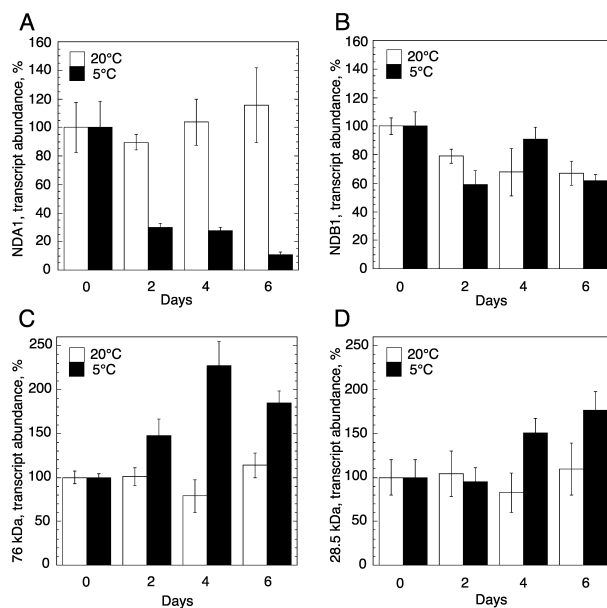 A
160
140
120
100
80
60
40
20
0
NDA1, transcript abundance, %
20°C
5°C
0 2 4 6
Days
B
160
140
120
100
80
60
40
20
0
NDB1, transcript abundance, %
20°C
5°C
0 2 4 6
Days
C
250
200
150
100
50
0
76 kDa, transcript abundance, %
20°C
5°C
0 2 4 6
Days
D
250
200
150
100
50
0
28.5 kDa, transcript abundance, %
20°C
5°C
0 2 4 6
Days